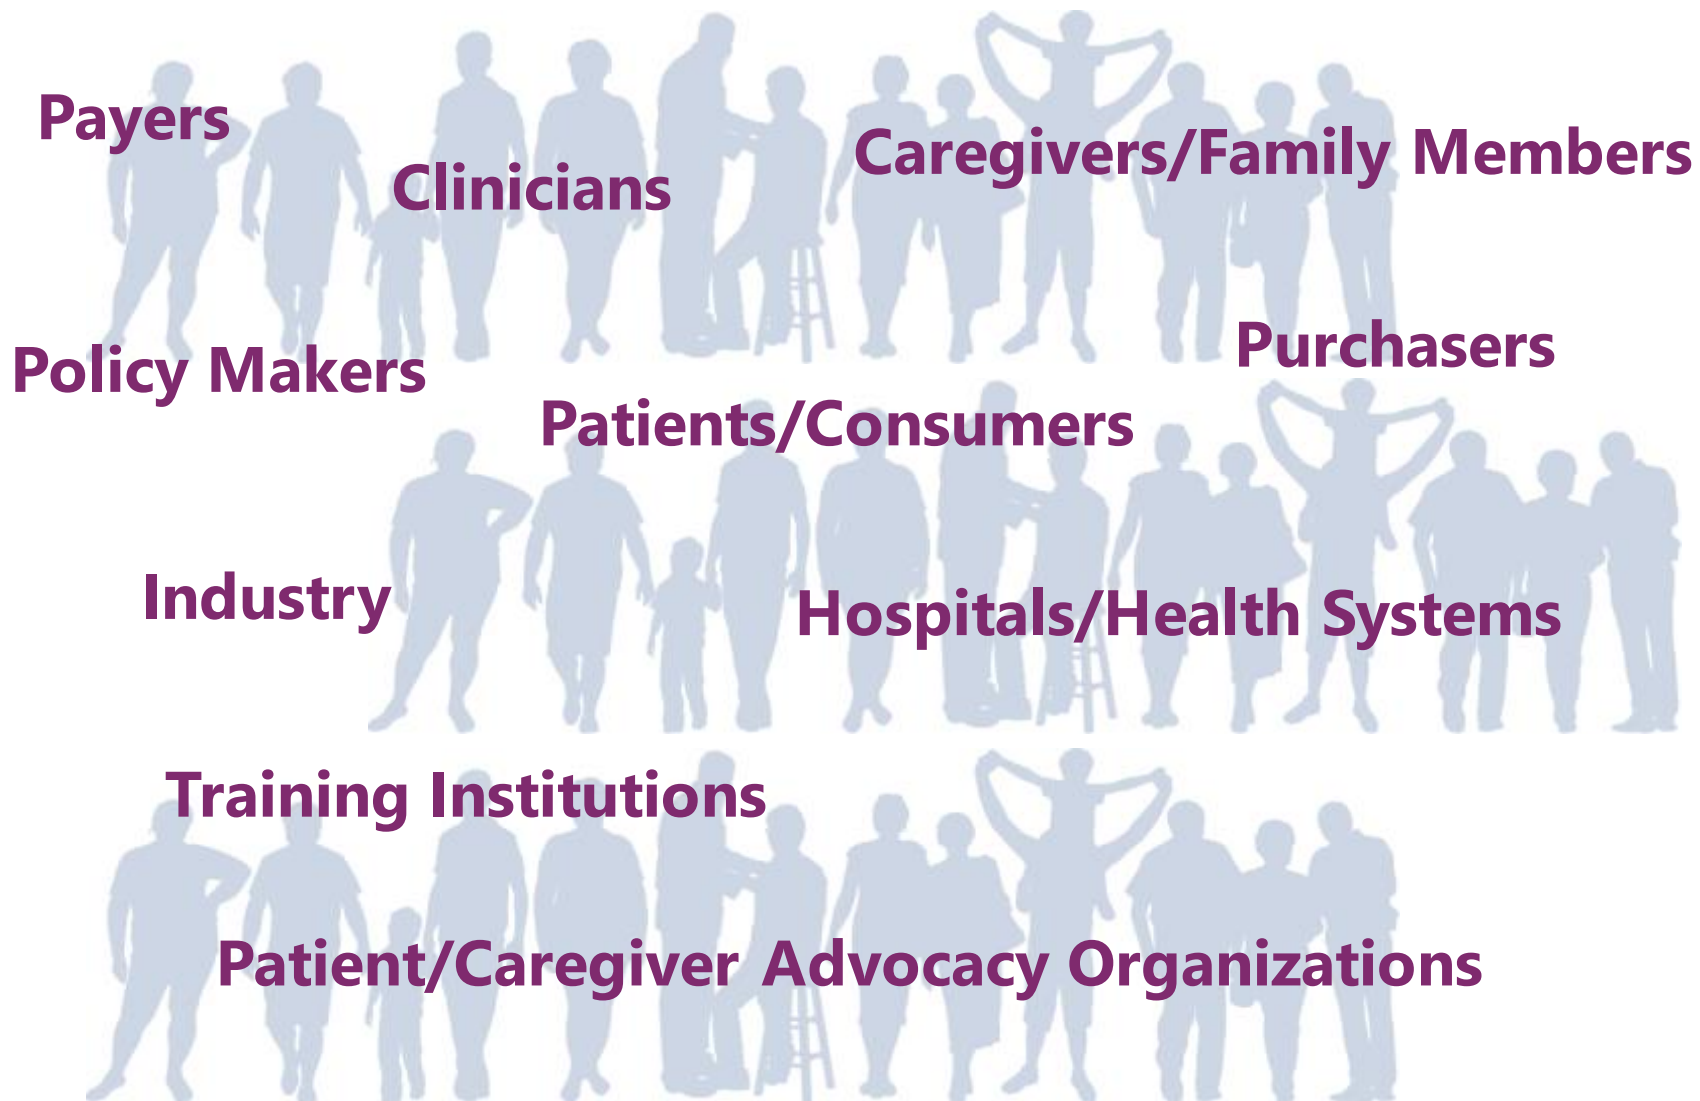 Payers
Caregivers/Family Members
Clinicians
Purchasers
Policy Makers
Patients/Consumers
Industry
Hospitals/Health Systems
Training Institutions
Patient/Caregiver Advocacy Organizations